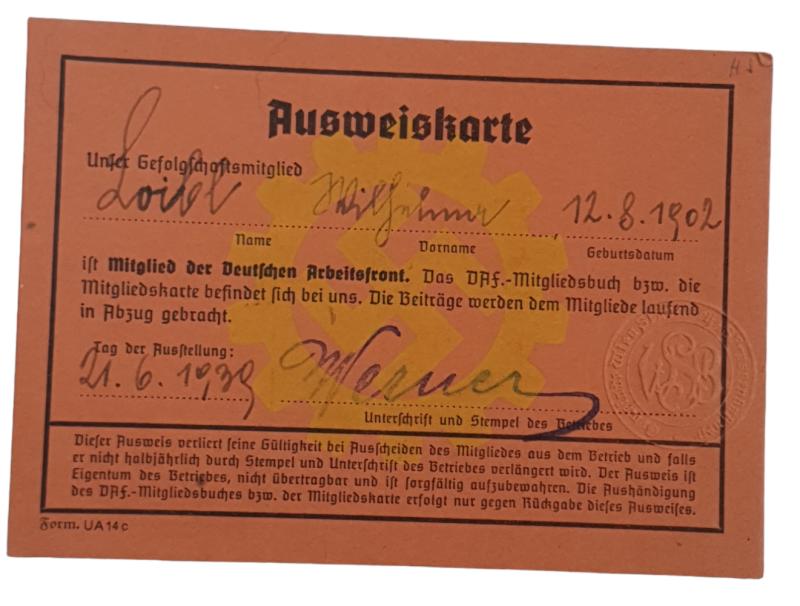 H S
Ausweiskarte
Unser Gefolgschaftsmitglied
Loibl Wilhelm, 12.8.1902
Name Vorname Geburtsdatum
ist Mitglied der Deutschen Arbeitsfront. Das DAF.-Mitgliedsbuch bzw. die
Mitgliedskarte befindet sich bei uns. Die Beiträge werden dem Mitgliede laufend
in Abzug gebracht.
Tag der Ausstellung:
21.6.1939 Werner
Unterschrift und Stempel des Betriebes
Dieser Ausweis verliert seine Gültigkeit bei Ausscheiden des Mitgliedes aus dem Betrieb und falls
er nicht halbjährlich durch Stempel und Unterschrift des Betriebes verlängert wird. Der Ausweis ist
Eigentum des Betriebes, nicht übertragbar und ist sorgfältig aufzubewahren. Die Aushändigung
des DAF.-Mitgliedsbuches bzw. der Mitgliedskarte erfolgt nur gegen Rückgabe dieses Ausweises.
Form. UA 14 c